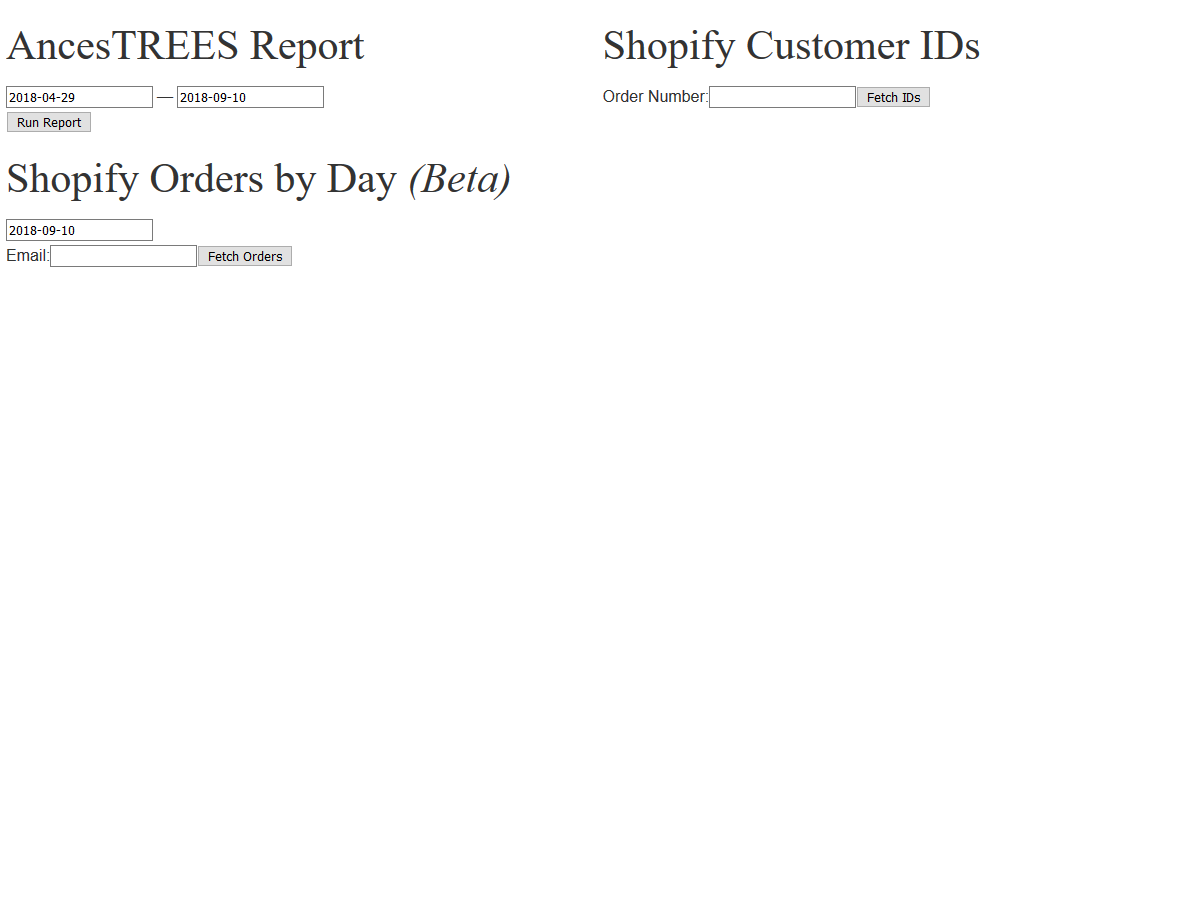 AncesTREES Report
2018-04-29 — 2018-09-10
Run Report
Shopify Orders by Day (Beta)
2018-09-10
Email: Fetch Orders
Shopify Customer IDs
Order Number: Fetch IDs